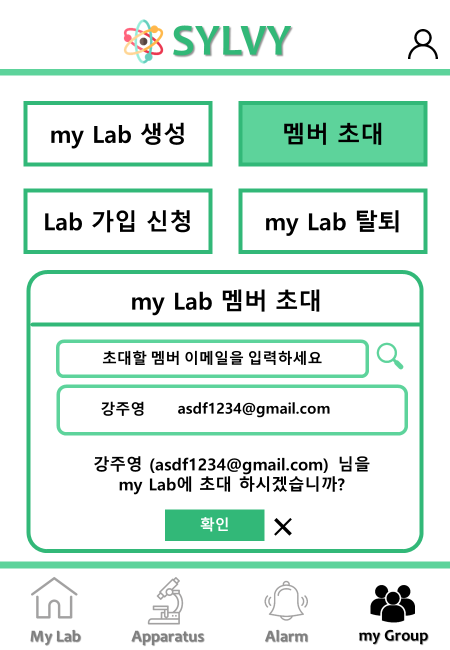 SYLVY
my Lab 생성
멤버 초대
Lab 가입 신청
my Lab 탈퇴
my Lab 멤버 초대
초대할 멤버 이메일을 입력하세요
강주영 asdf1234@gmail.com
강주영 (asdf1234@gmail.com) 님을
my Lab에 초대 하시겠습니까?
확인
My Lab
Apparatus
Alarm
my Group